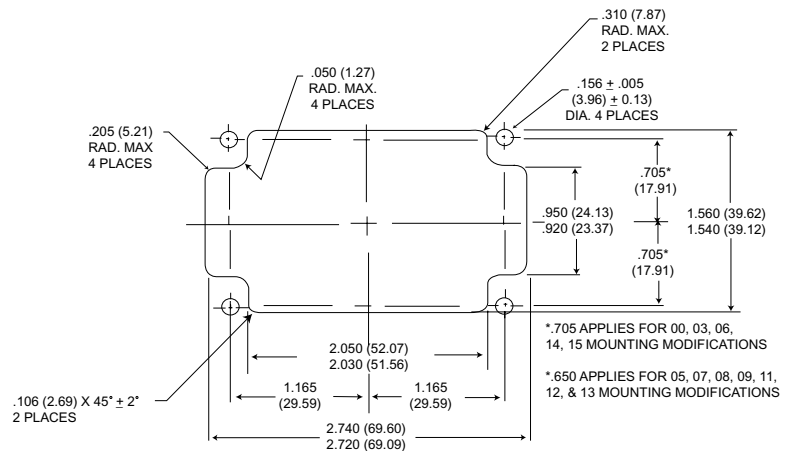 .310 (7.87)
RAD. MAX.
2 PLACES
.050 (1.27)
RAD. MAX.
4 PLACES
.156 ± .005
(3.96) ± 0.13)
DIA. 4 PLACES
.205 (5.21)
RAD. MAX
4 PLACES
.705*
(17.91)
.950 (24.13)
.920 (23.37)
1.560 (39.62)
1.540 (39.12)
.705*
(17.91)
*.705 APPLIES FOR 00, 03, 06,
14, 15 MOUNTING MODIFICATIONS
2.050 (52.07)
2.030 (51.56)
*.650 APPLIES FOR 05, 07, 08, 09, 11,
12, & 13 MOUNTING MODIFICATIONS
.106 (2.69) X 45° ± 2°
2 PLACES
1.165
(29.59)
1.165
(29.59)
2.740 (69.60)
2.720 (69.09)